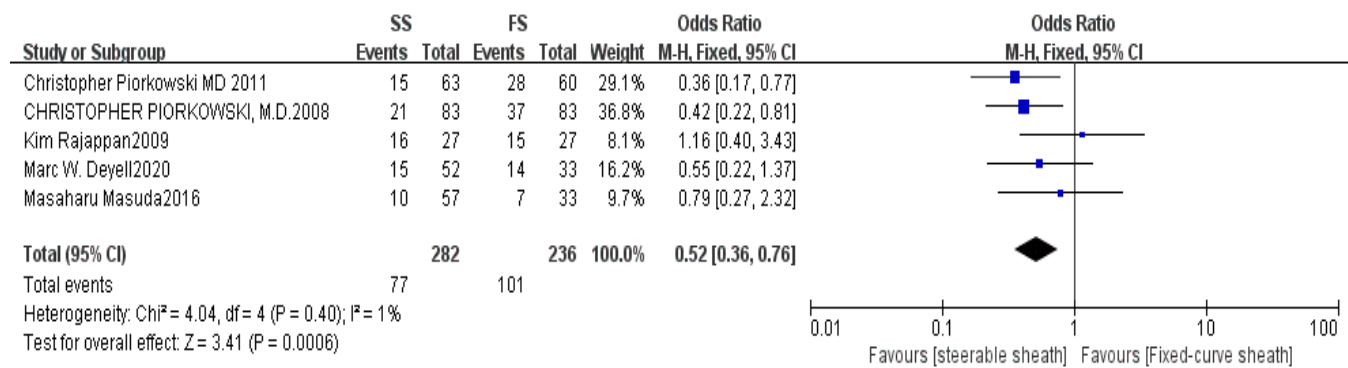 SS FS Odds Ratio Odds Ratio
Study or Subgroup Events Total Events Total Weight M-H, Fixed, 95% CI M-H, Fixed, 95% CI
Christopher Piorkowski MD 2011 15 63 28 60 29.1% 0.36 [0.17, 0.77]
CHRISTOPHER PIORKOWSKI, M.D.2008 21 83 37 83 36.8% 0.42 [0.22, 0.81]
Kim Rajappan2009 16 27 15 27 8.1% 1.16 [0.40, 3.43]
Marc W. Deyell2020 15 52 14 33 16.2% 0.55 [0.22, 1.37]
Masaharu Masuda2016 10 57 7 33 9.7% 0.79 [0.27, 2.32]
Total (95% CI) 282 236 100.0% 0.52 [0.36, 0.76]
Total events 77 101
Heterogeneity: Chi² = 4.04, df = 4 (P = 0.40); I² = 1%
Test for overall effect: Z = 3.41 (P = 0.0006)
0.01 0.1 1 10 100
Favours [steerable sheath] Favours [Fixed-curve sheath]